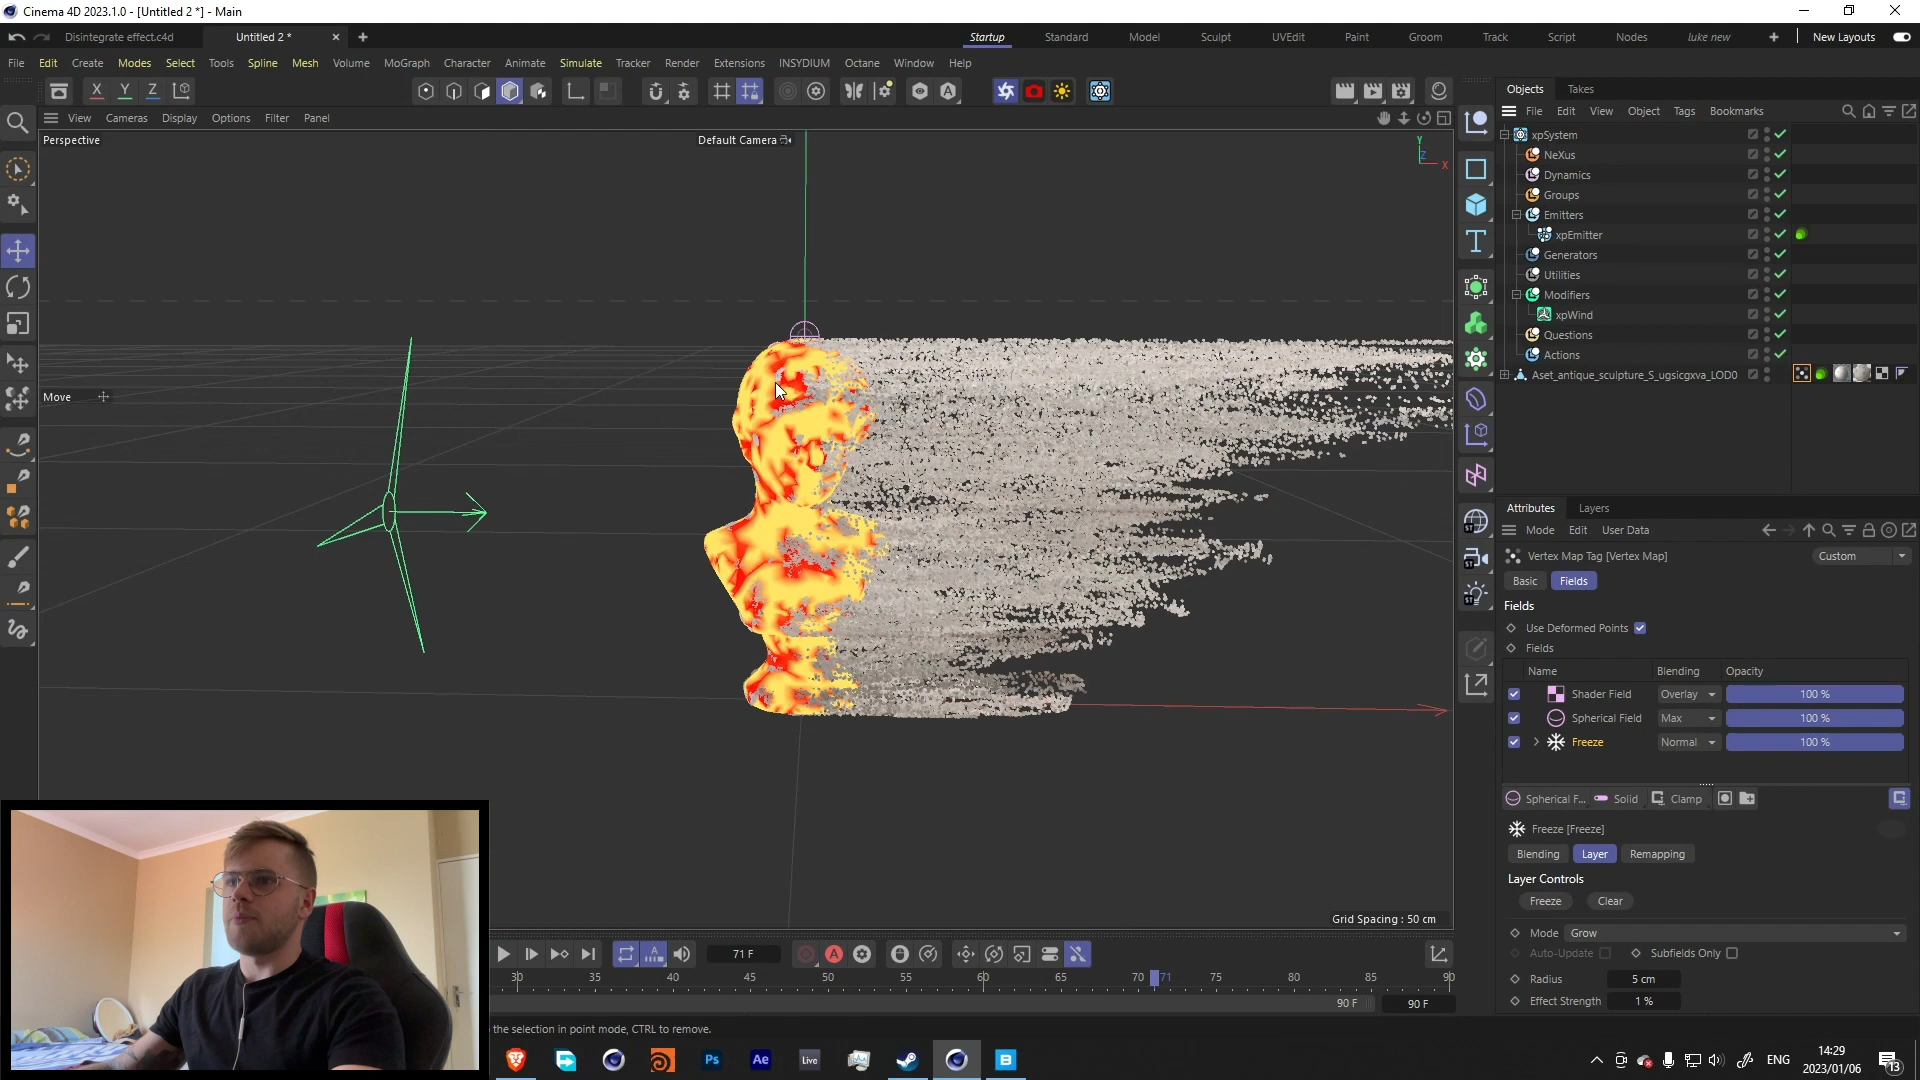 Cinema 4D 2023.1.0 - [Untitled 2 *] - Main
Disintegrate effect.c4d Untitled 2 * Startup Standard Model Sculpt UVEdit Paint Groom Track Script Nodes luke new New Layouts
File Edit Create Modes Select Tools Spline Mesh Volume MoGraph Character Animate Simulate Tracker Render Extensions INSYDIUM Octane Window Help
X Y Z
Objects Takes
View Cameras Display Options Filter Panel
File Edit View Object Tags Bookmarks
Perspective
Default Camera
Y
Z
X
xpSystem
NeXus
Dynamics
Groups
Emitters
xpEmitter
Generators
Utilities
Modifiers
xpWind
Questions
Actions
Aset_antique_sculpture_S_ugsicgxva_LOD0
Move
Attributes Layers
Mode Edit User Data
Vertex Map Tag [Vertex Map] Custom
Basic Fields
Fields
Use Deformed Points
Fields
Name Blending Opacity
Shader Field Overlay 100 %
Spherical Field Max 100 %
Freeze Normal 100 %
Spherical F... Solid Clamp
Freeze [Freeze]
Blending Layer Remapping
Layer Controls
Freeze Clear
Mode Grow
Auto-Update Subfields Only
Radius 5 cm
Effect Strength 1 %
Grid Spacing : 50 cm
71 F
30 35 40 45 50 55 60 65 70 71 75 80 85 90
90 F 90 F
the selection in point mode, CTRL to remove.
Ps Ae Live B
ENG
14:29
2023/01/06
13